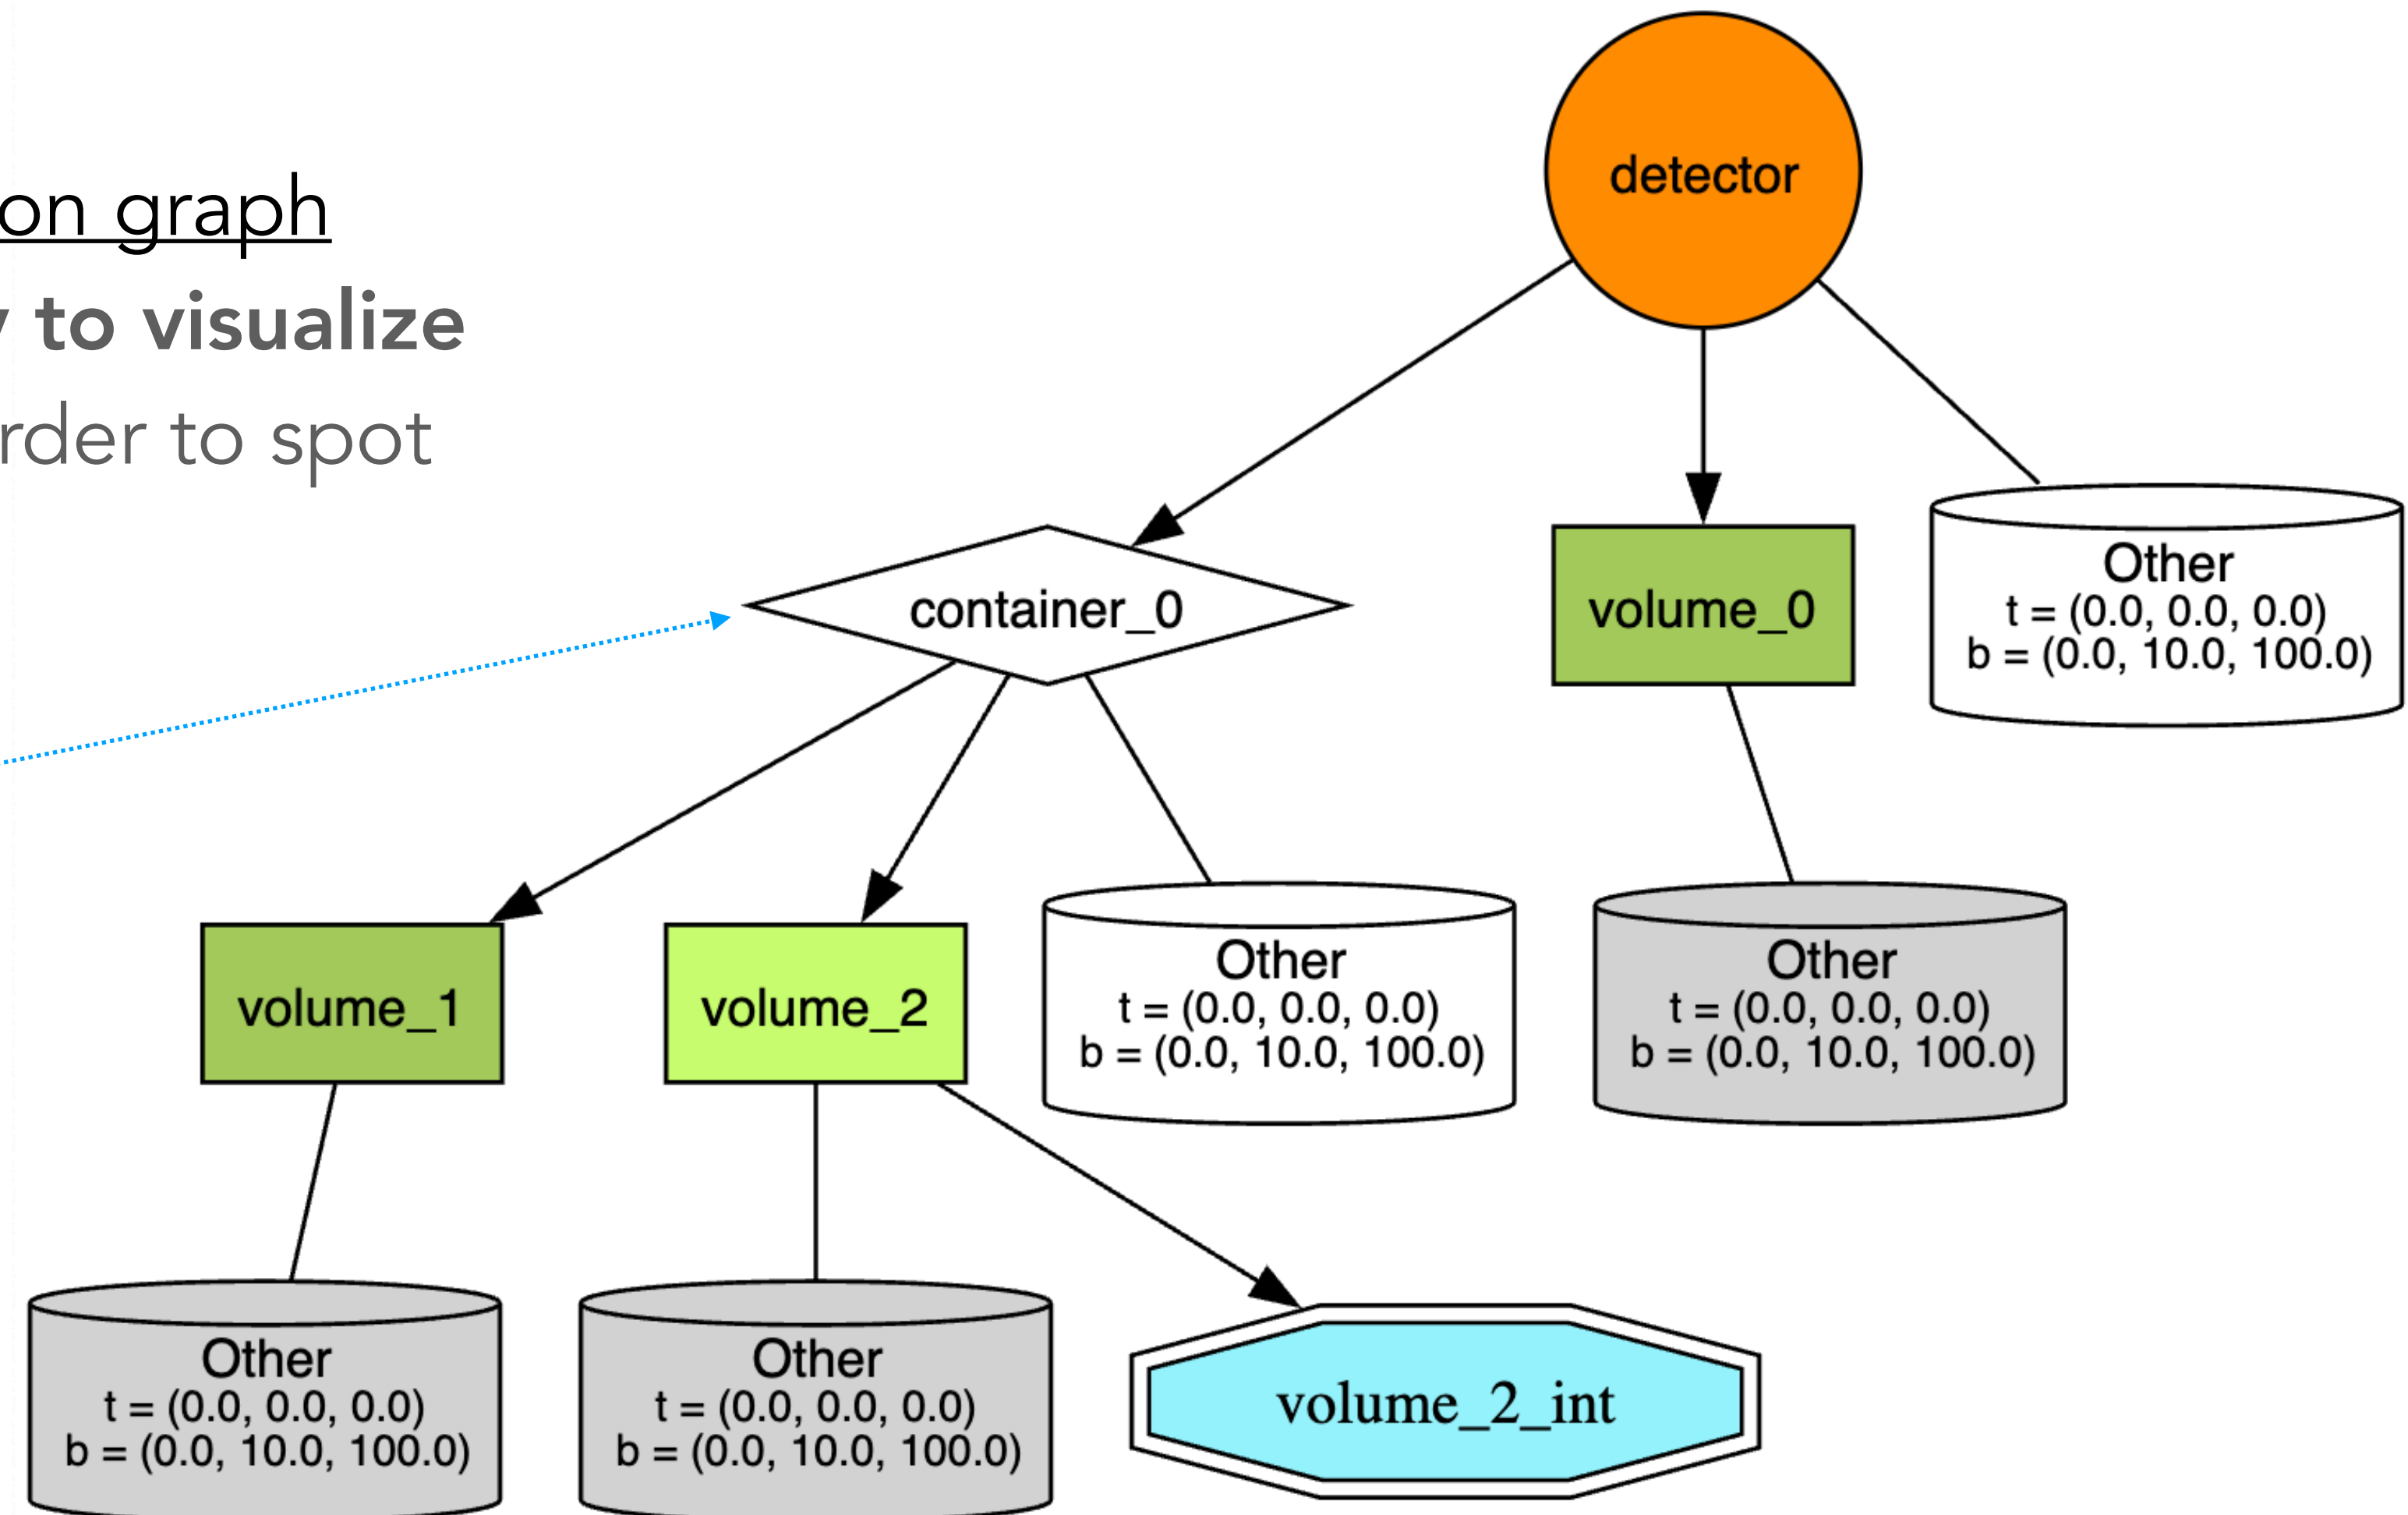 on graph
to visualize
rder to spot
detector
container_0
volume_0
Other
t = (0.0, 0.0, 0.0)
b = (0.0, 10.0, 100.0)
volume_1
volume_2
Other
t = (0.0, 0.0, 0.0)
b = (0.0, 10.0, 100.0)
Other
t = (0.0, 0.0, 0.0)
b = (0.0, 10.0, 100.0)
Other
t = (0.0, 0.0, 0.0)
b = (0.0, 10.0, 100.0)
Other
t = (0.0, 0.0, 0.0)
b = (0.0, 10.0, 100.0)
volume_2_int